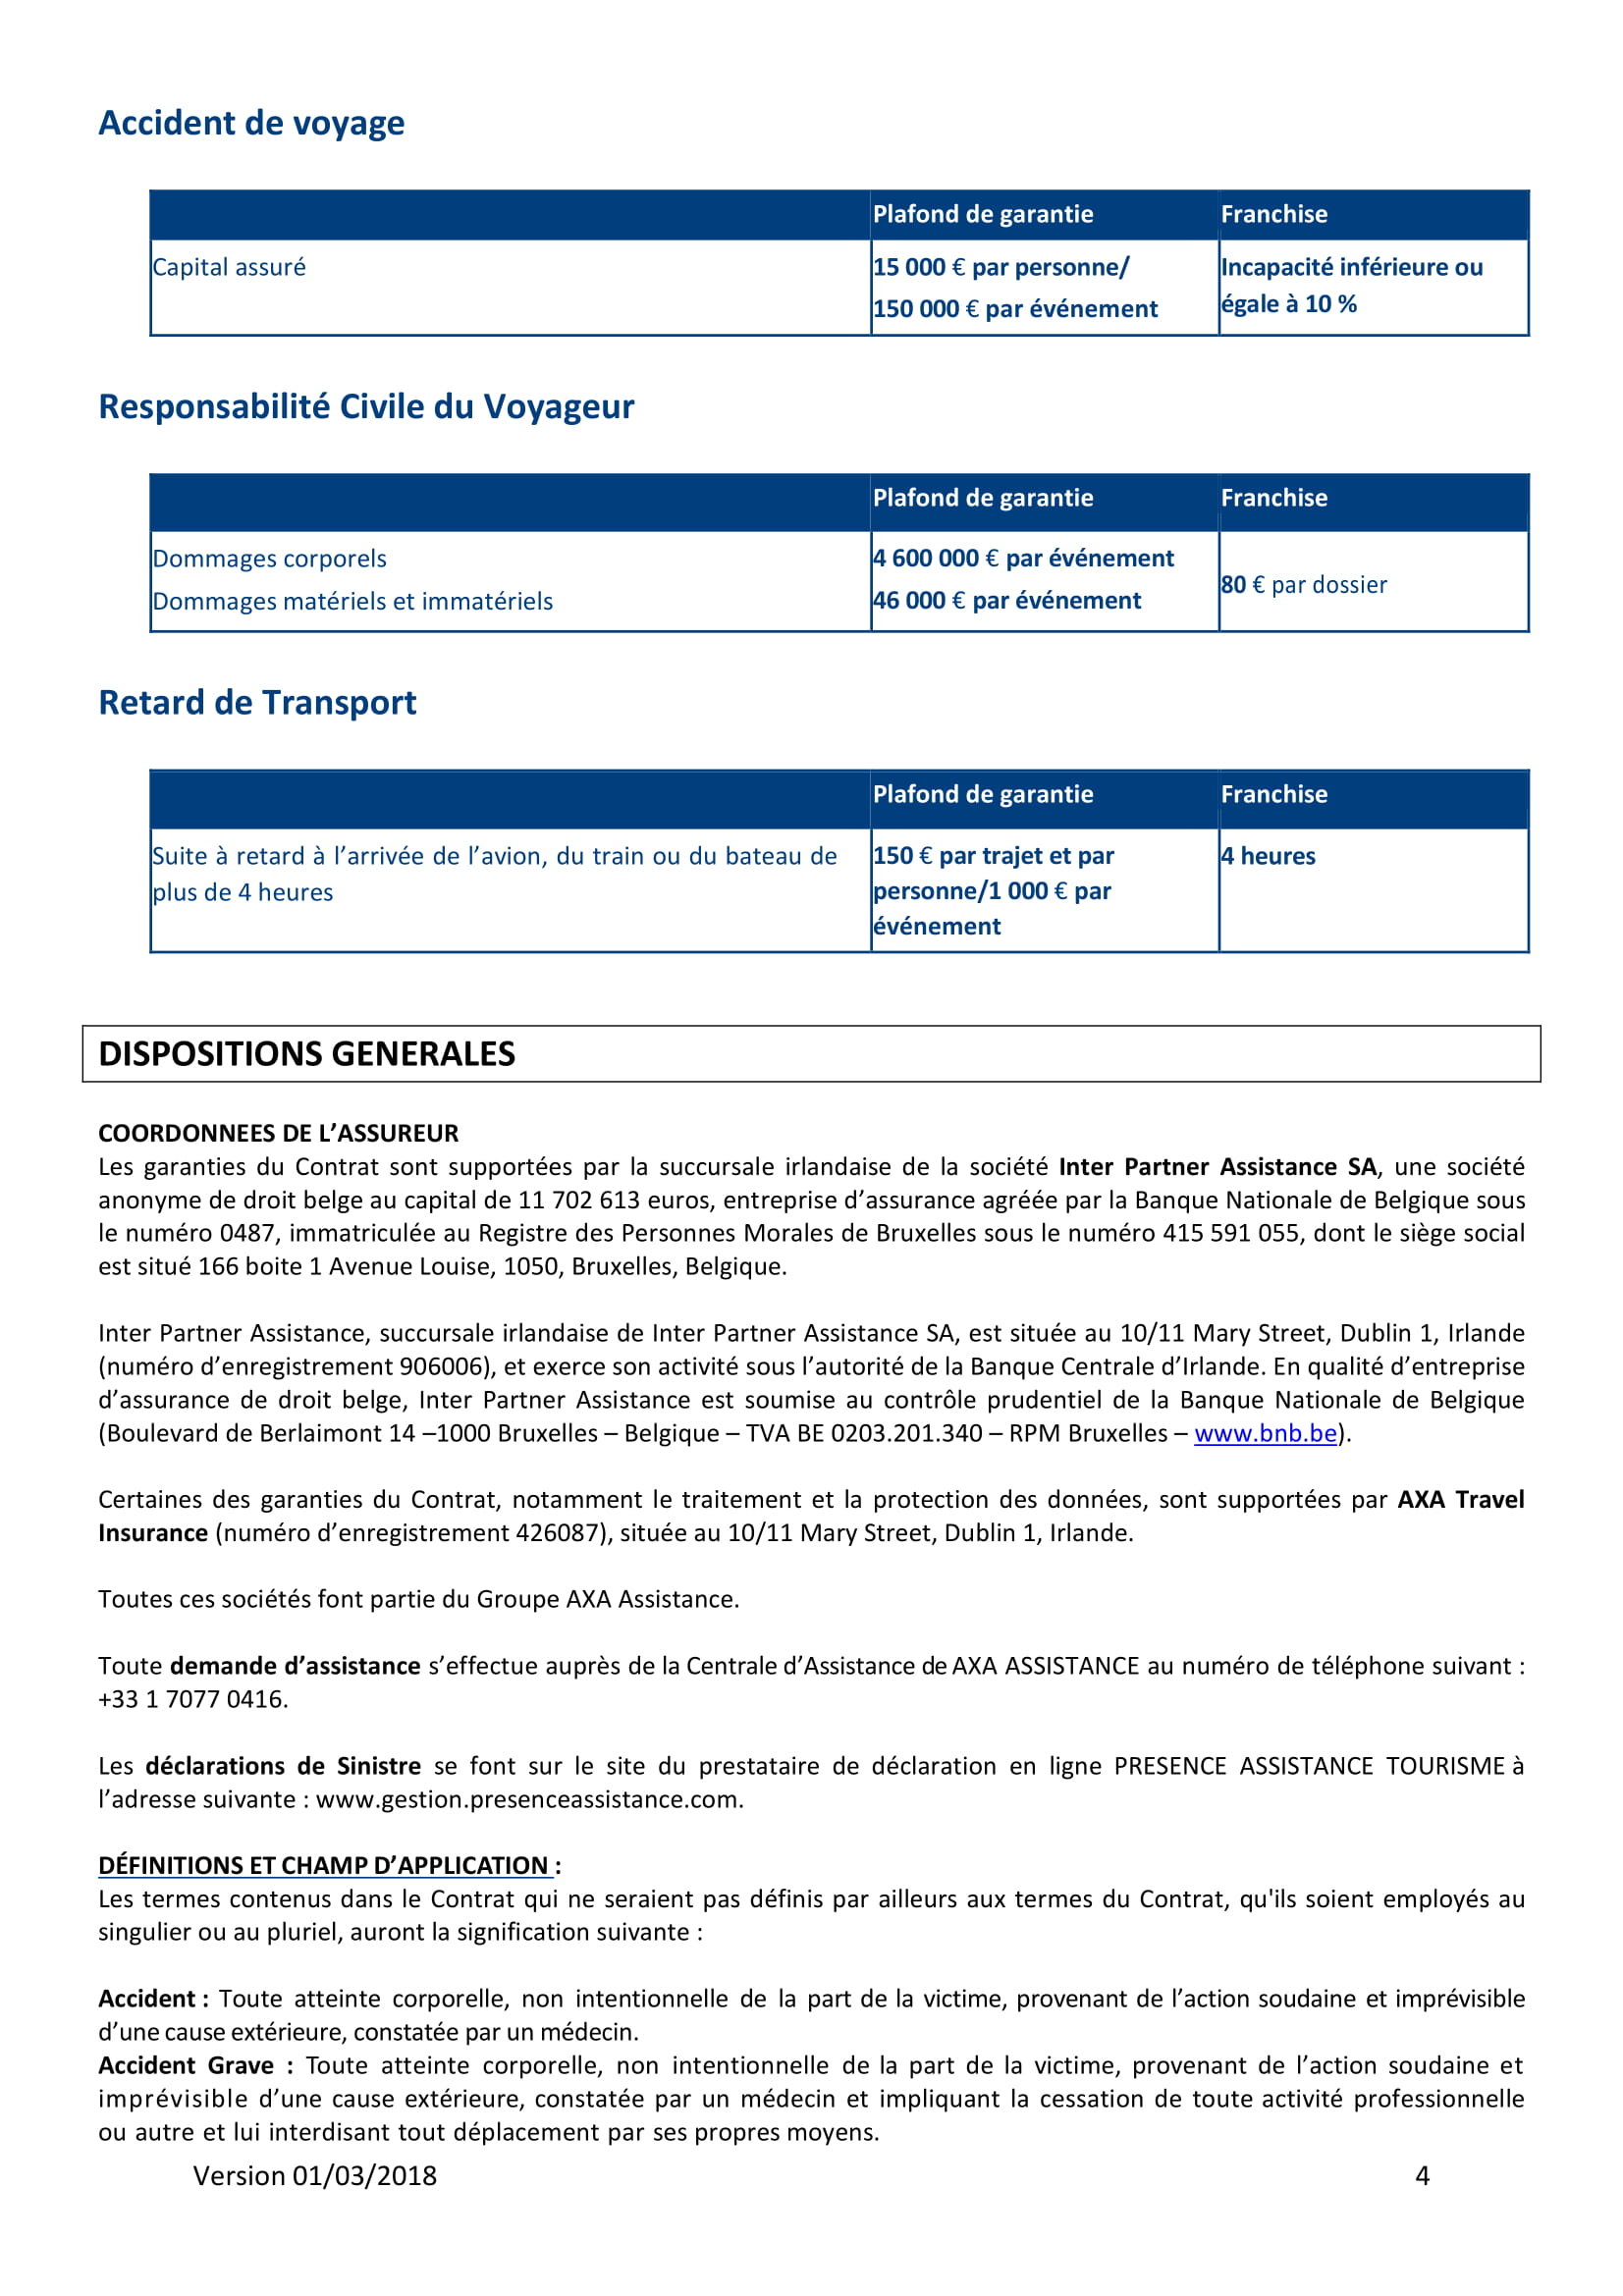 Accident de voyage
Plafond de garantie
Franchise
Capital assuré
15 000 € par personne/
150 000 € par événement
Incapacité inférieure ou
égale à 10 %
Responsabilité Civile du Voyageur
Plafond de garantie
Franchise
Dommages corporels
Dommages matériels et immatériels
4 600 000 € par événement
46 000 € par événement
80 € par dossier
Retard de Transport
Plafond de garantie
Franchise
Suite à retard à l’arrivée de l’avion, du train ou du bateau de
plus de 4 heures
150 € par trajet et par
personne/1 000 € par
événement
4 heures
DISPOSITIONS GENERALES
COORDONNEES DE L’ASSUREUR
Les garanties du Contrat sont supportées par la succursale irlandaise de la société Inter Partner Assistance SA, une société
anonyme de droit belge au capital de 11 702 613 euros, entreprise d’assurance agréée par la Banque Nationale de Belgique sous
le numéro 0487, immatriculée au Registre des Personnes Morales de Bruxelles sous le numéro 415 591 055, dont le siège social
est situé 166 boite 1 Avenue Louise, 1050, Bruxelles, Belgique.
Inter Partner Assistance, succursale irlandaise de Inter Partner Assistance SA, est située au 10/11 Mary Street, Dublin 1, Irlande
(numéro d’enregistrement 906006), et exerce son activité sous l’autorité de la Banque Centrale d’Irlande. En qualité d’entreprise
d’assurance de droit belge, Inter Partner Assistance est soumise au contrôle prudentiel de la Banque Nationale de Belgique
(Boulevard de Berlaimont 14 –1000 Bruxelles – Belgique – TVA BE 0203.201.340 – RPM Bruxelles – www.bnb.be).
Certaines des garanties du Contrat, notamment le traitement et la protection des données, sont supportées par AXA Travel
Insurance (numéro d’enregistrement 426087), située au 10/11 Mary Street, Dublin 1, Irlande.
Toutes ces sociétés font partie du Groupe AXA Assistance.
Toute demande d’assistance s’effectue auprès de la Centrale d’Assistance de AXA ASSISTANCE au numéro de téléphone suivant :
+33 1 7077 0416.
Les déclarations de Sinistre se font sur le site du prestataire de déclaration en ligne PRESENCE ASSISTANCE TOURISME à
l’adresse suivante : www.gestion.presenceassistance.com.
DÉFINITIONS ET CHAMP D’APPLICATION :
Les termes contenus dans le Contrat qui ne seraient pas définis par ailleurs aux termes du Contrat, qu'ils soient employés au
singulier ou au pluriel, auront la signification suivante :
Accident : Toute atteinte corporelle, non intentionnelle de la part de la victime, provenant de l’action soudaine et imprévisible
d’une cause extérieure, constatée par un médecin.
Accident Grave : Toute atteinte corporelle, non intentionnelle de la part de la victime, provenant de l’action soudaine et
imprévisible d’une cause extérieure, constatée par un médecin et impliquant la cessation de toute activité professionnelle
ou autre et lui interdisant tout déplacement par ses propres moyens.
Version 01/03/2018
4